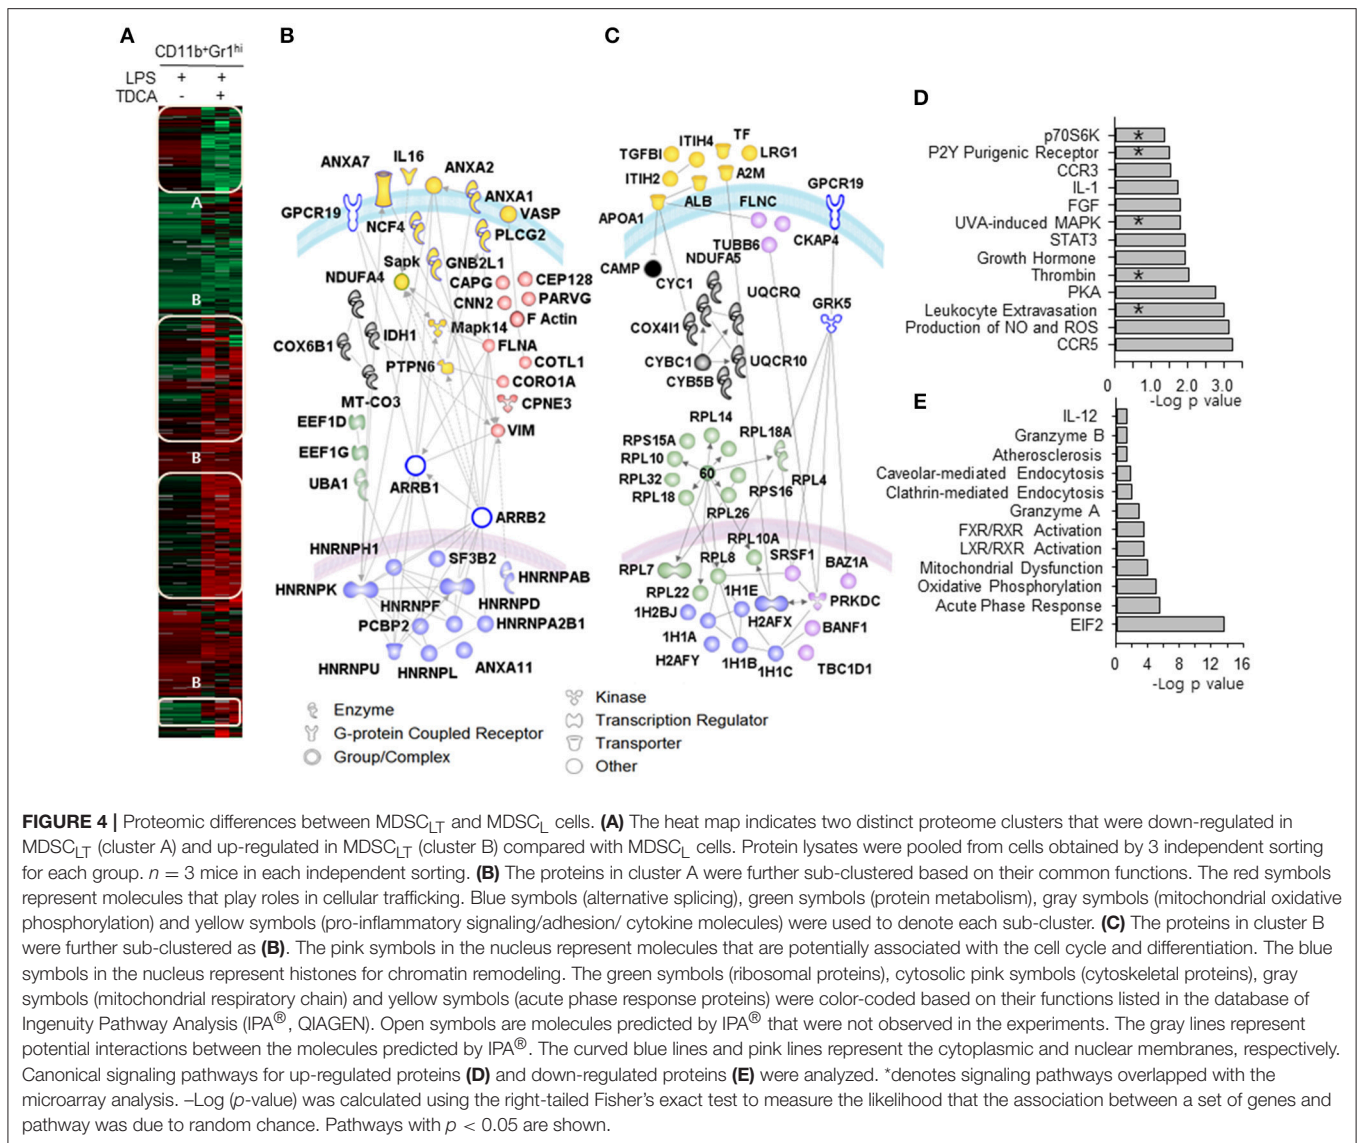 A
CD11b+Gr1hi
LPS + +
TDCA - +
A
B
B
B
B
ANXA7
IL16
ANXA2
ANXA1
GPCR19
NCF4
VASP
PLCG2
Sapk
GNB2L1
NDUFA4
CAPG
CEP128
CNN2
PARVG
IDH1
Mapk14
F Actin
COX6B1
FLNA
PTPN6
COTL1
CORO1A
MT-CO3
CPNE3
EEF1D
VIM
EEF1G
UBA1
ARRB1
ARRB2
HNRNPH1
SF3B2
HNRNPAB
HNRNPK
HNRNPF
HNRNPD
PCBP2
HNRNPA2B1
HNRNPU
HNRNPL
ANXA11
Enzyme
G-protein Coupled Receptor
Group/Complex
C
ITIH4
TF
TGFBI
LRG1
ITIH2
A2M
GPCR19
ALB
FLNC
APOA1
TUBB6
CKAP4
CAMP
NDUFA5
CYC1
UQCRQ
GRK5
COX4I1
CYBC1
UQCR10
CYB5B
RPL14
RPS15A
RPL18A
RPL10
60
RPL32
RPL4
RPL18
RPS16
RPL26
RPL10A
RPL8
SRSF1
BAZ1A
RPL7
RPL22
1H1E
1H2BJ
PRKDC
H2AFX
1H1A
BANF1
H2AFY
1H1B
1H1C
TBC1D1
Kinase
Transcription Regulator
Transporter
Other
D
p70S6K *
P2Y Purigenic Receptor *
CCR3
IL-1
FGF
UVA-induced MAPK *
STAT3
Growth Hormone
Thrombin *
PKA
Leukocyte Extravasation *
Production of NO and ROS
CCR5
0 1.0 2.0 3.0
-Log p value
E
IL-12
Granzyme B
Atherosclerosis
Caveolar-mediated Endocytosis
Clathrin-mediated Endocytosis
Granzyme A
FXR/RXR Activation
LXR/RXR Activation
Mitochondrial Dysfunction
Oxidative Phosphorylation
Acute Phase Response
EIF2
0 4 8 12 16
-Log p value
FIGURE 4 | Proteomic differences between MDSCLT and MDSCL cells. (A) The heat map indicates two distinct proteome clusters that were down-regulated in
MDSCLT (cluster A) and up-regulated in MDSCLT (cluster B) compared with MDSCL cells. Protein lysates were pooled from cells obtained by 3 independent sorting
for each group. n = 3 mice in each independent sorting. (B) The proteins in cluster A were further sub-clustered based on their common functions. The red symbols
represent molecules that play roles in cellular trafficking. Blue symbols (alternative splicing), green symbols (protein metabolism), gray symbols (mitochondrial oxidative
phosphorylation) and yellow symbols (pro-inflammatory signaling/adhesion/ cytokine molecules) were used to denote each sub-cluster. (C) The proteins in cluster B
were further sub-clustered as (B). The pink symbols in the nucleus represent molecules that are potentially associated with the cell cycle and differentiation. The blue
symbols in the nucleus represent histones for chromatin remodeling. The green symbols (ribosomal proteins), cytosolic pink symbols (cytoskeletal proteins), gray
symbols (mitochondrial respiratory chain) and yellow symbols (acute phase response proteins) were color-coded based on their functions listed in the database of
Ingenuity Pathway Analysis (IPA®, QIAGEN). Open symbols are molecules predicted by IPA® that were not observed in the experiments. The gray lines represent
potential interactions between the molecules predicted by IPA®. The curved blue lines and pink lines represent the cytoplasmic and nuclear membranes, respectively.
Canonical signaling pathways for up-regulated proteins (D) and down-regulated proteins (E) were analyzed. *denotes signaling pathways overlapped with the
microarray analysis. –Log (p-value) was calculated using the right-tailed Fisher's exact test to measure the likelihood that the association between a set of genes and
pathway was due to random chance. Pathways with p < 0.05 are shown.